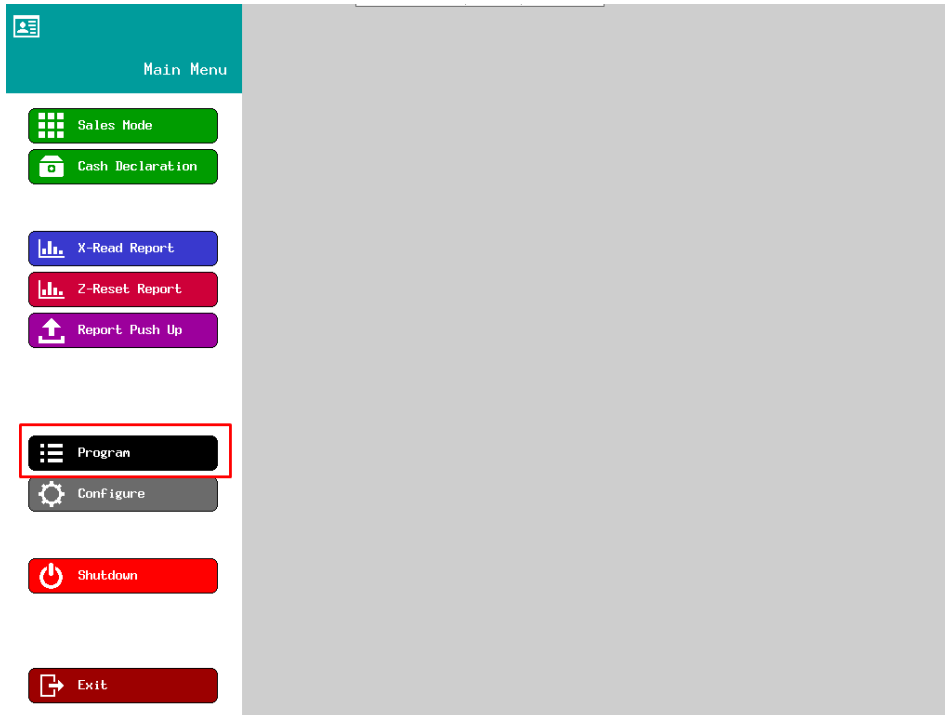 Main Menu
Sales Mode
Cash Declaration
X-Read Report
Z-Reset Report
Report Push Up
Program
Configure
Shutdown
Exit